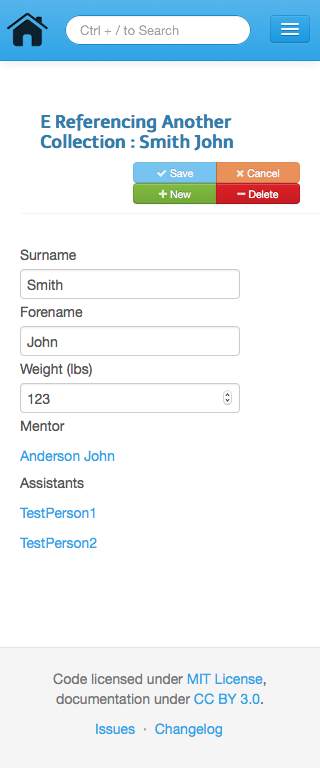 Ctrl + / to Search
E Referencing Another
Collection : Smith John
Save
Cancel
New
Delete
Surname
Smith
Forename
John
Weight (lbs)
123
Mentor
Anderson John
Assistants
TestPerson1
TestPerson2
Code licensed under MIT License,
documentation under CC BY 3.0.
Issues · Changelog